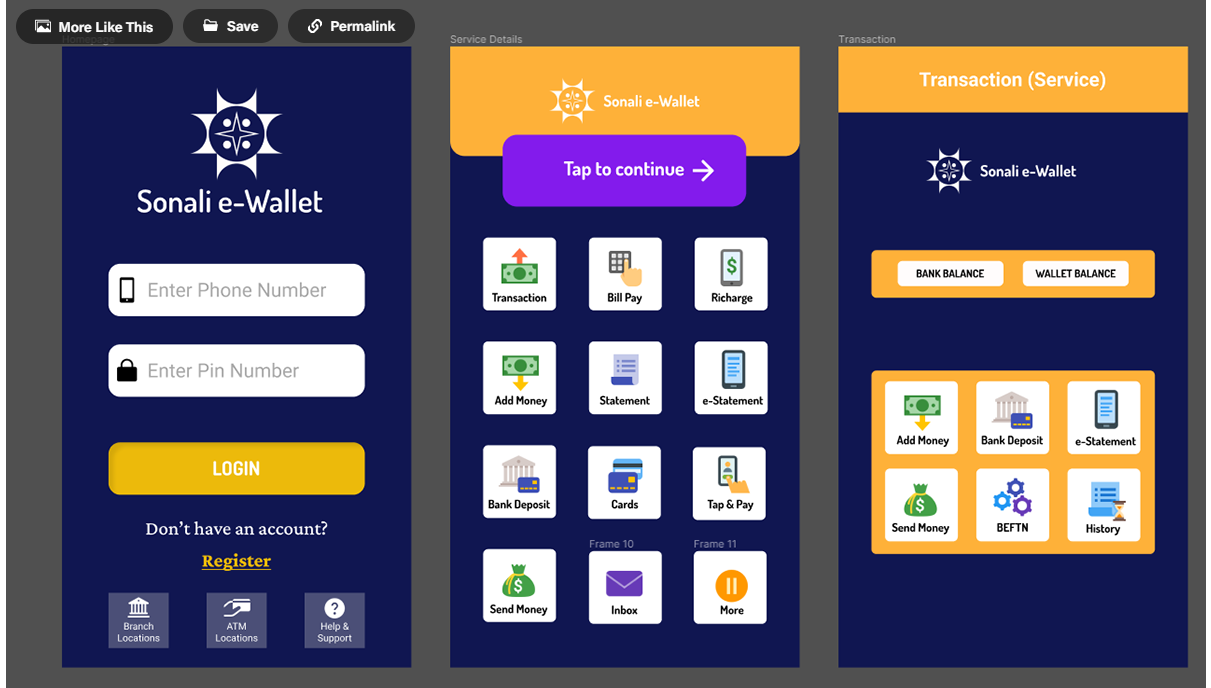 More Like This
Save
Permalink
Homepage
Sonali e-Wallet
Enter Phone Number
Enter Pin Number
LOGIN
Don't have an account?
Register
Branch
Locations
ATM
Locations
Help &
Support
Service Details
Sonali e-Wallet
Tap to continue
Transaction
Bill Pay
Richarge
Add Money
Statement
e-Statement
Bank Deposit
Cards
Tap & Pay
Frame 10
Frame 11
Send Money
Inbox
More
Transaction
Transaction (Service)
Sonali e-Wallet
BANK BALANCE
WALLET BALANCE
Add Money
Bank Deposit
e-Statement
Send Money
BEFTN
History